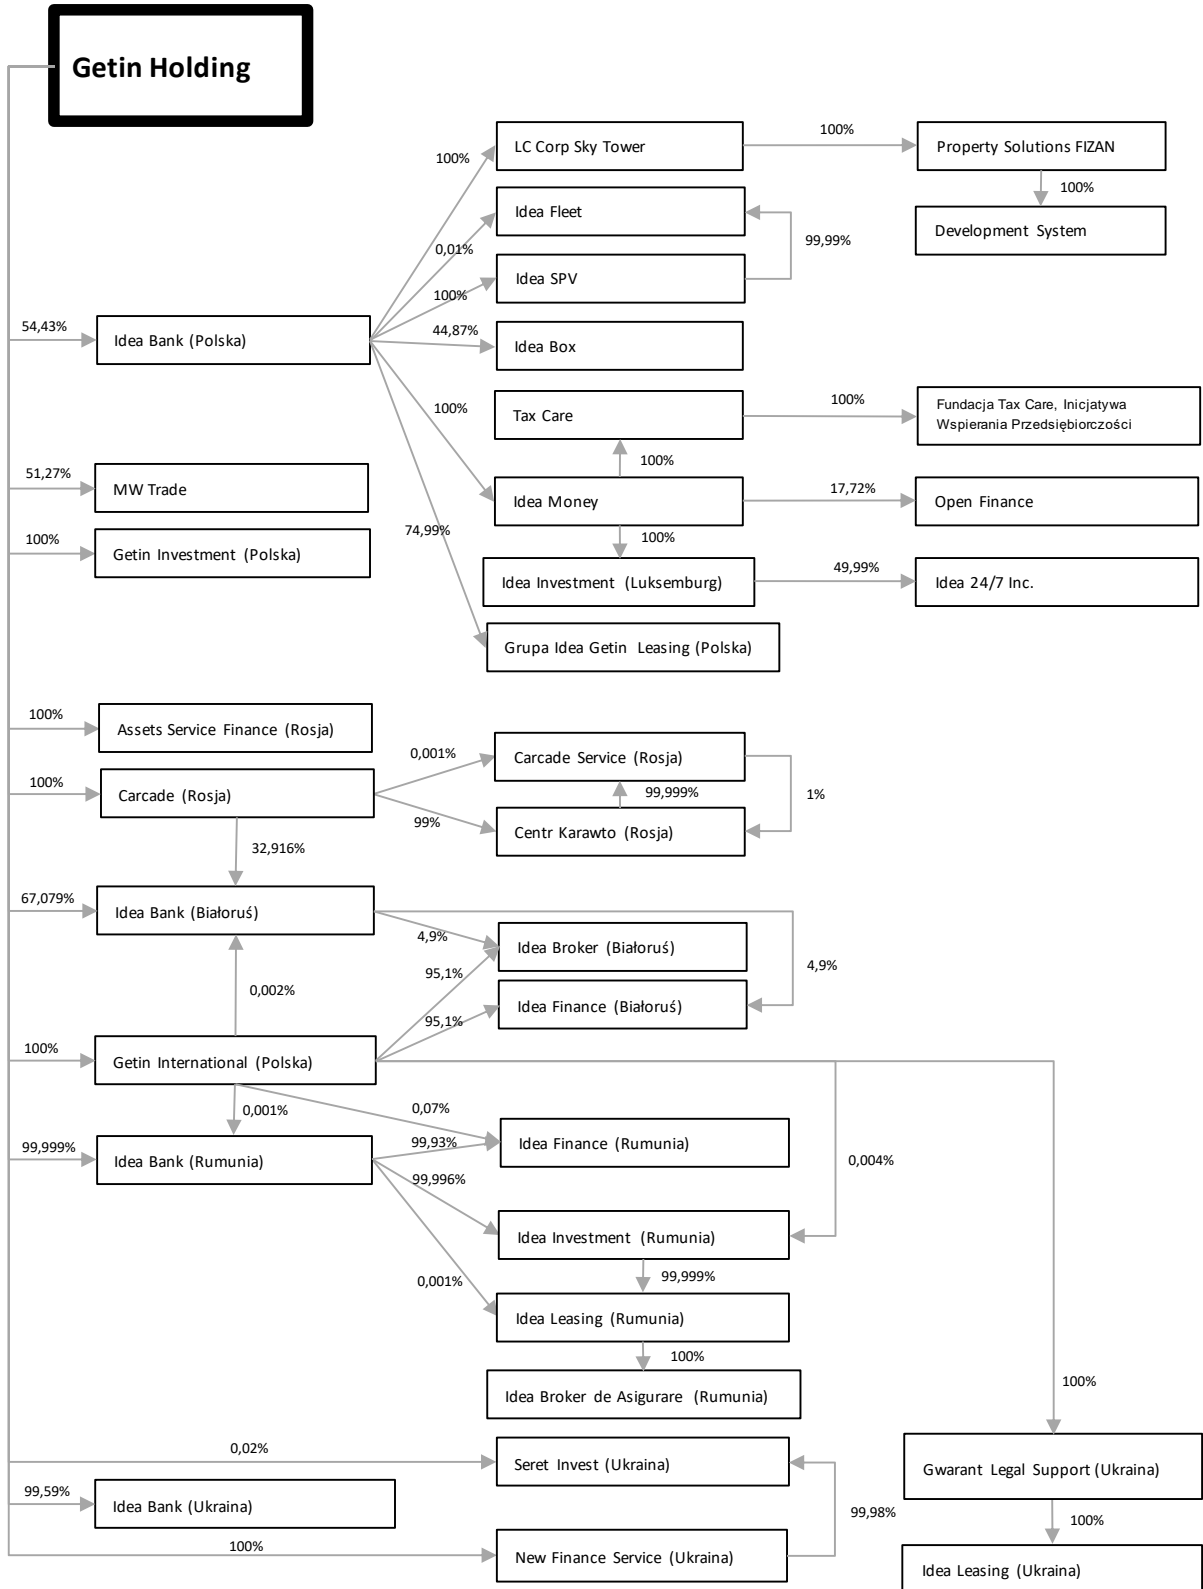 Getin Holding
LC Corp Sky Tower
100%
Property Solutions FIZAN
100%
100%
Idea Fleet
Development System
99,99%
0,01%
Idea SPV
100%
54,43%
Idea Bank (Polska)
44,87%
Idea Box
100%
Tax Care
100%
Fundacja Tax Care, Inicjatywa
Wspierania Przedsiębiorczości
100%
51,27%
MW Trade
Idea Money
17,72%
Open Finance
74,99%
100%
100%
Getin Investment (Polska)
Idea Investment (Luksemburg)
49,99%
Idea 24/7 Inc.
Grupa Idea Getin Leasing (Polska)
100%
Assets Service Finance (Rosja)
0,001%
Carcade Service (Rosja)
100%
Carcade (Rosja)
99,999%
1%
99%
Centr Karawto (Rosja)
32,916%
67,079%
Idea Bank (Białoruś)
4,9%
Idea Broker (Białoruś)
4,9%
95,1%
0,002%
Idea Finance (Białoruś)
95,1%
100%
Getin International (Polska)
0,001%
0,07%
99,93%
Idea Finance (Rumunia)
99,999%
Idea Bank (Rumunia)
0,004%
99,996%
Idea Investment (Rumunia)
0,001%
99,999%
Idea Leasing (Rumunia)
100%
Idea Broker de Asigurare (Rumunia)
100%
0,02%
Seret Invest (Ukraina)
Gwarant Legal Support (Ukraina)
99,59%
Idea Bank (Ukraina)
99,98%
100%
100%
New Finance Service (Ukraina)
Idea Leasing (Ukraina)